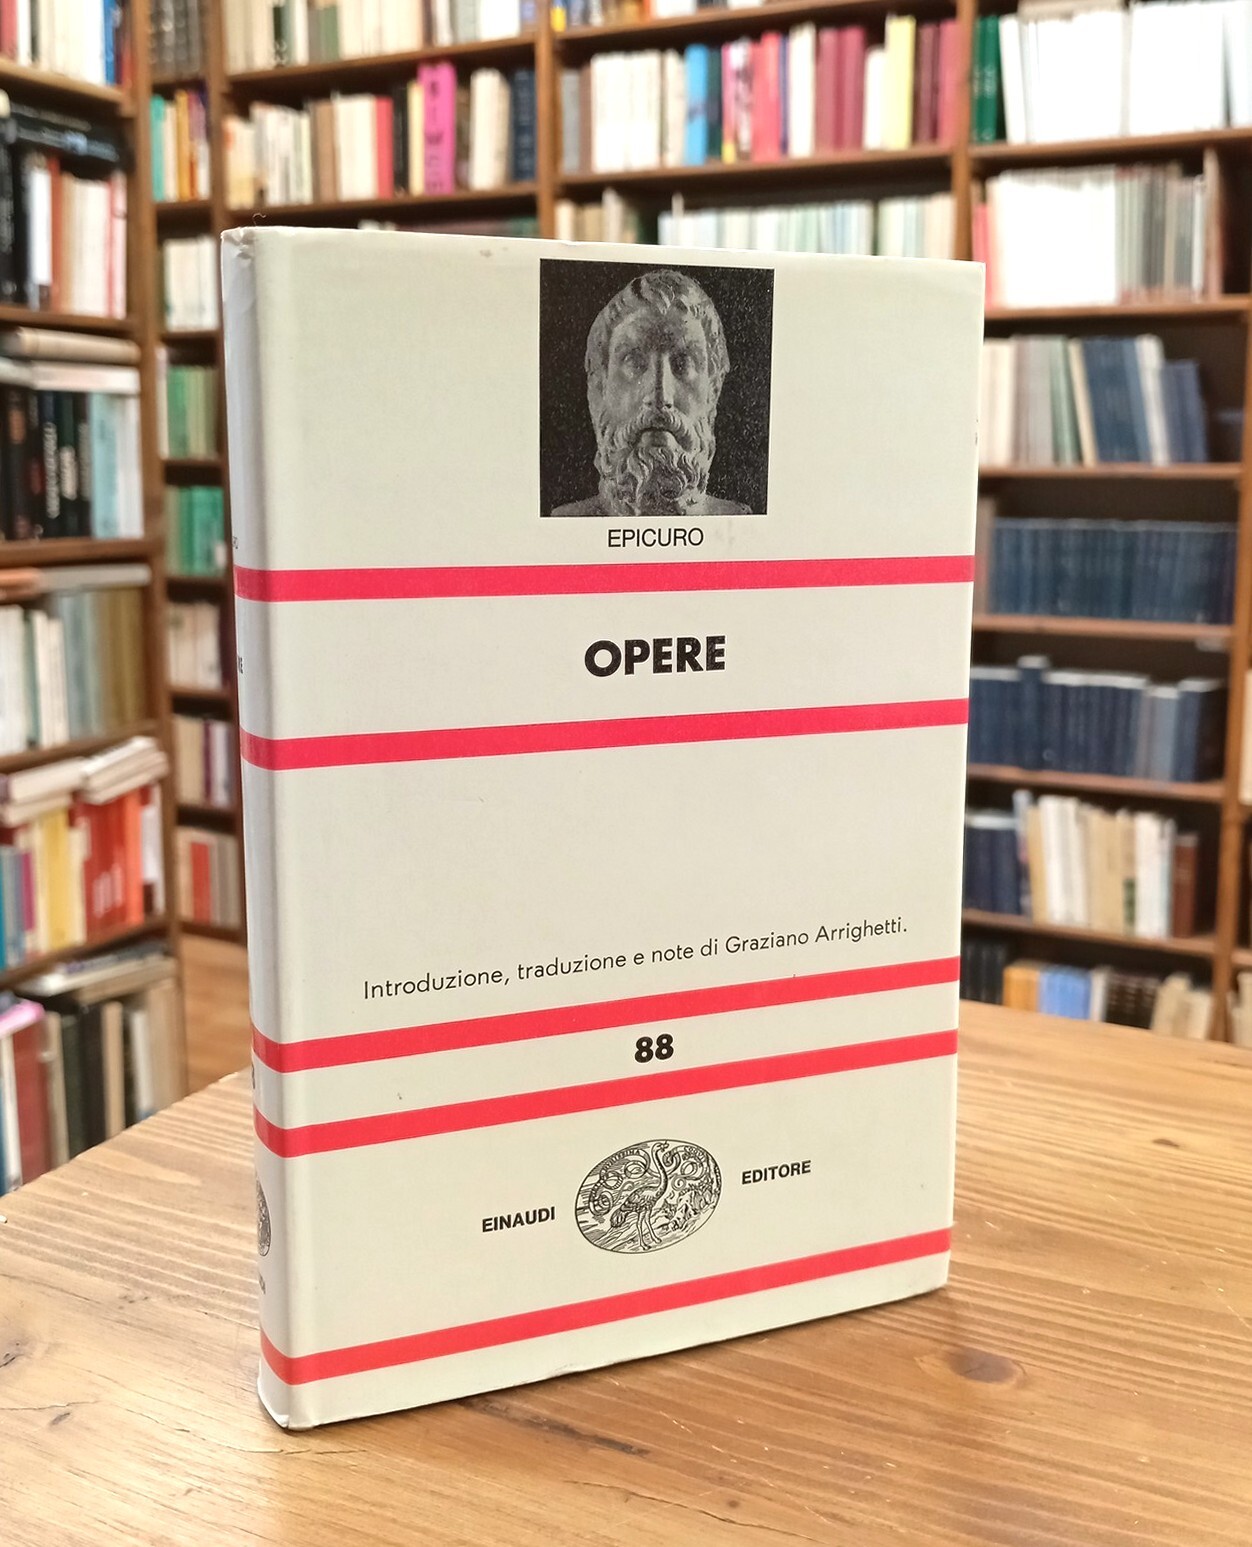 EPICURO
OPERE
Introduzione, traduzione e note di Graziano Arrighetti.
88
EINAUDI
EDITORE